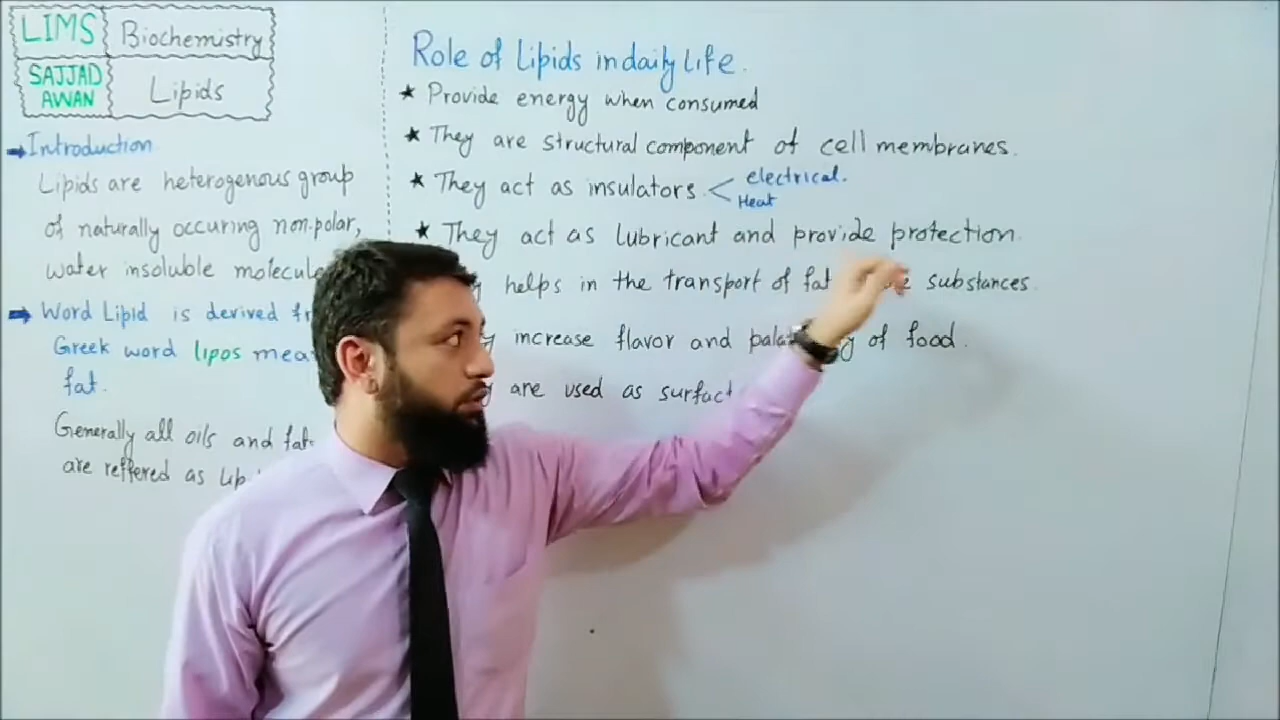 LIMS
Biochemistry
SAJJAD
AWAN
Lipids
Introduction
Lipids are heterogenous group
of naturally occuring non-polar,
water insoluble
Word Lipid is derived
Greek word lipos
fat.
Generally all oils and
are reffered as
Role of Lipids in daily Life.
★ Provide energy when consumed
★ They are structural component of cell membranes.
★ They act as insulators. < electrical.
Heat
★ They act as lubricant and provide protection.
helps in the transport of fat substances
increase flavor and of food.
are used as